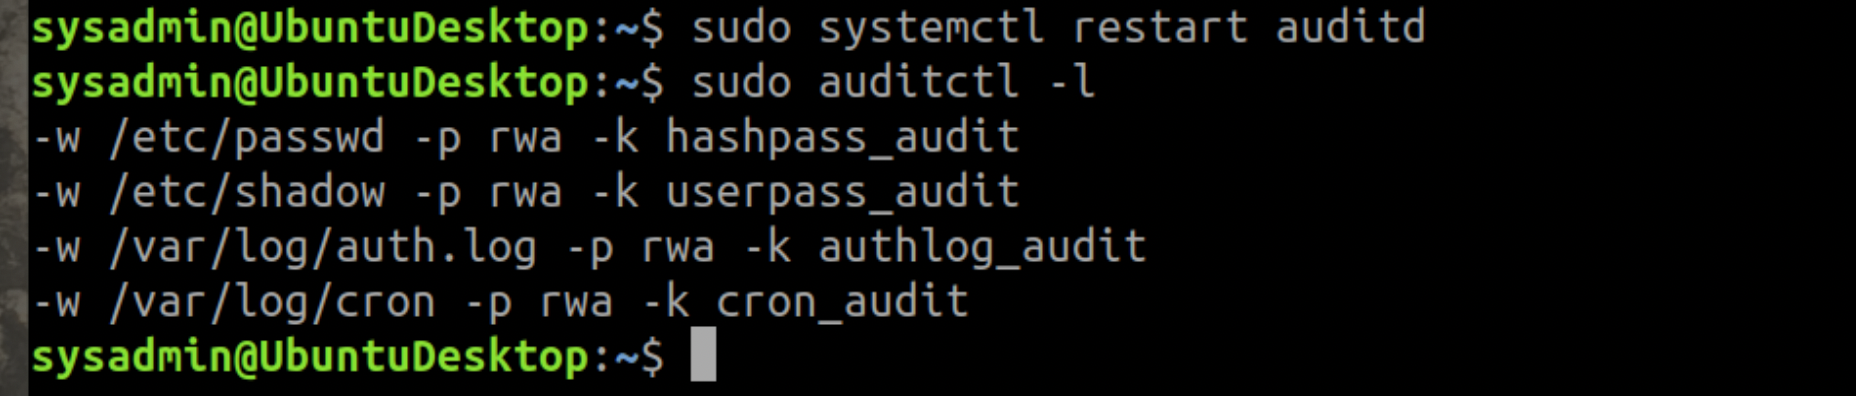 sysadmin@UbuntuDesktop:~$ sudo systemctl restart auditd
sysadmin@UbuntuDesktop:~$ sudo auditctl -l
-w /etc/passwd -p rwa -k hashpass_audit
-w /etc/shadow -p rwa -k userpass_audit
-w /var/log/auth.log -p rwa -k authlog_audit
-w /var/log/cron -p rwa -k cron_audit
sysadmin@UbuntuDesktop:~$